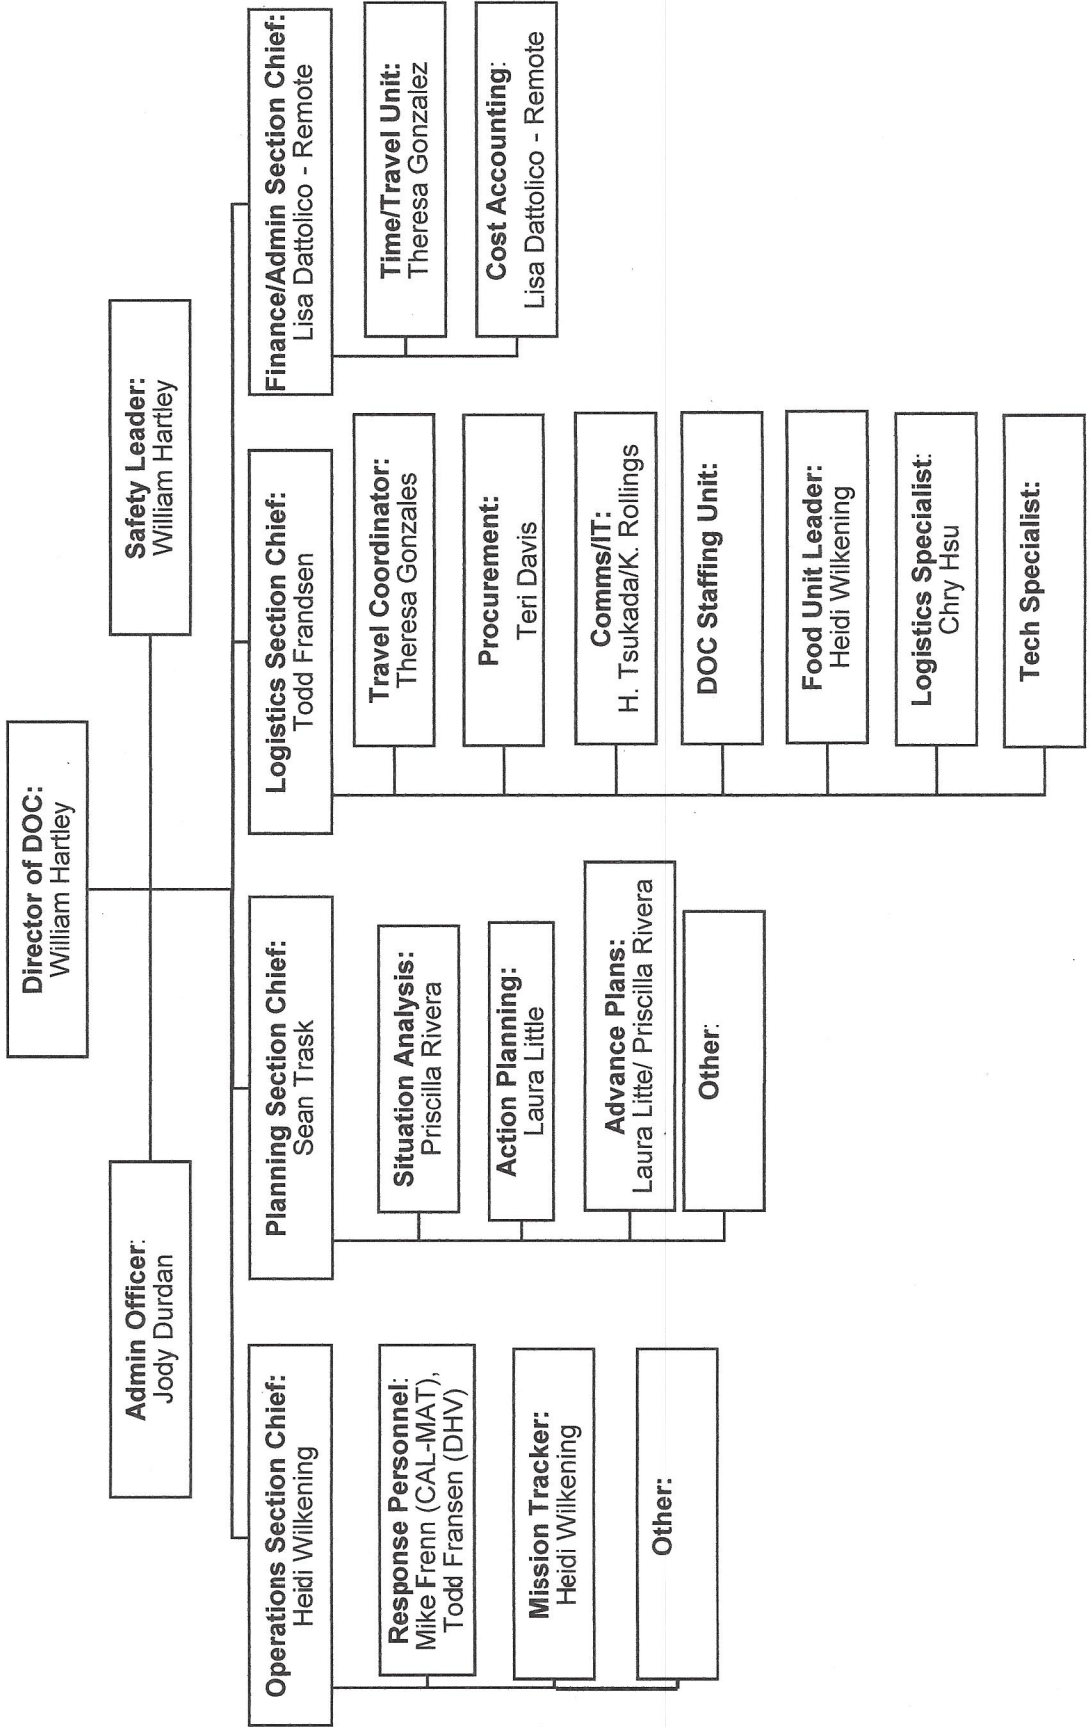 Director of DOC:
William Hartley
Admin Officer:
Jody Durdan
Safety Leader:
William Hartley
Operations Section Chief:
Heidi Wilkening
Response Personnel:
Mike Frenn (CAL-MAT),
Todd Fransen (DHV)
Mission Tracker:
Heidi Wilkening
Other:
Planning Section Chief:
Sean Trask
Situation Analysis:
Priscilla Rivera
Action Planning:
Laura Little
Advance Plans:
Laura Litte/ Priscilla Rivera
Other:
Logistics Section Chief:
Todd Frandsen
Travel Coordinator:
Theresa Gonzales
Procurement:
Teri Davis
Comms/IT:
H. Tsukada/K. Rollings
DOC Staffing Unit:
Food Unit Leader:
Heidi Wilkening
Logistics Specialist:
Chry Hsu
Tech Specialist:
Finance/Admin Section Chief:
Lisa Dattolico - Remote
Time/Travel Unit:
Theresa Gonzalez
Cost Accounting:
Lisa Dattolico - Remote